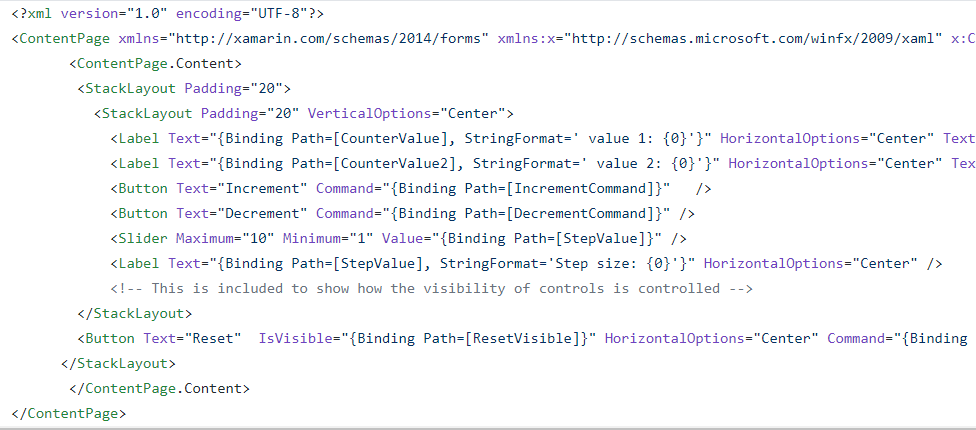 <?xml version="1.0" encoding="UTF-8"?>
<ContentPage xmlns="http://xamarin.com/schemas/2014/forms" xmlns:x="http://schemas.microsoft.com/winfx/2009/xaml" x:C
<ContentPage.Content>
<StackLayout Padding="20">
<StackLayout Padding="20" VerticalOptions="Center">
<Label Text="{Binding Path=[CounterValue], StringFormat=' value 1: {0}'}" HorizontalOptions="Center" Text
<Label Text="{Binding Path=[CounterValue2], StringFormat=' value 2: {0}'}" HorizontalOptions="Center" Tex
<Button Text="Increment" Command="{Binding Path=[IncrementCommand]}"   />
<Button Text="Decrement" Command="{Binding Path=[DecrementCommand]}" />
<Slider Maximum="10" Minimum="1" Value="{Binding Path=[StepValue]}" />
<Label Text="{Binding Path=[StepValue], StringFormat='Step size: {0}'}" HorizontalOptions="Center" />
<!-- This is included to show how the visibility of controls is controlled -->
</StackLayout>
<Button Text="Reset"  IsVisible="{Binding Path=[ResetVisible]}" HorizontalOptions="Center" Command="{Binding
</StackLayout>
</ContentPage.Content>
</ContentPage>